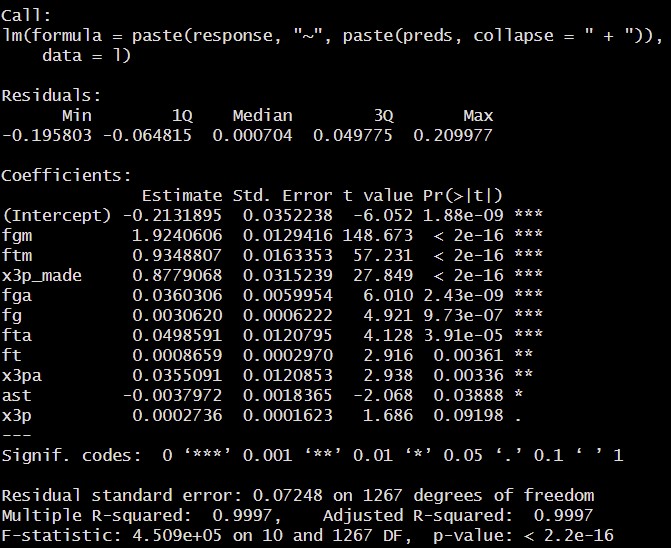 Call:
lm(formula = paste(response, "~", paste(preds, collapse = " + ")),
    data = l)
Residuals:
      Min        1Q    Median        3Q       Max
-0.195803 -0.064815  0.000704  0.049775  0.209977
Coefficients:
              Estimate Std. Error t value Pr(>|t|)
(Intercept) -0.2131895  0.0352238  -6.052 1.88e-09 ***
fgm          1.9240606  0.0129416 148.673  < 2e-16 ***
ftm          0.9348807  0.0163353  57.231  < 2e-16 ***
x3p_made     0.8779068  0.0315239  27.849  < 2e-16 ***
fga          0.0360306  0.0059954   6.010 2.43e-09 ***
fg           0.0030620  0.0006222   4.921 9.73e-07 ***
fta          0.0498591  0.0120795   4.128 3.91e-05 ***
ft           0.0008659  0.0002970   2.916  0.00361 **
x3pa         0.0355091  0.0120853   2.938  0.00336 **
ast         -0.0037972  0.0018365  -2.068  0.03888 *
x3p          0.0002736  0.0001623   1.686  0.09198 .
---
Signif. codes:  0 ‘***’ 0.001 ‘**’ 0.01 ‘*’ 0.05 ‘.’ 0.1 ‘ ’ 1
Residual standard error: 0.07248 on 1267 degrees of freedom
Multiple R-squared:  0.9997,	Adjusted R-squared:  0.9997
F-statistic: 4.509e+05 on 10 and 1267 DF,  p-value: < 2.2e-16